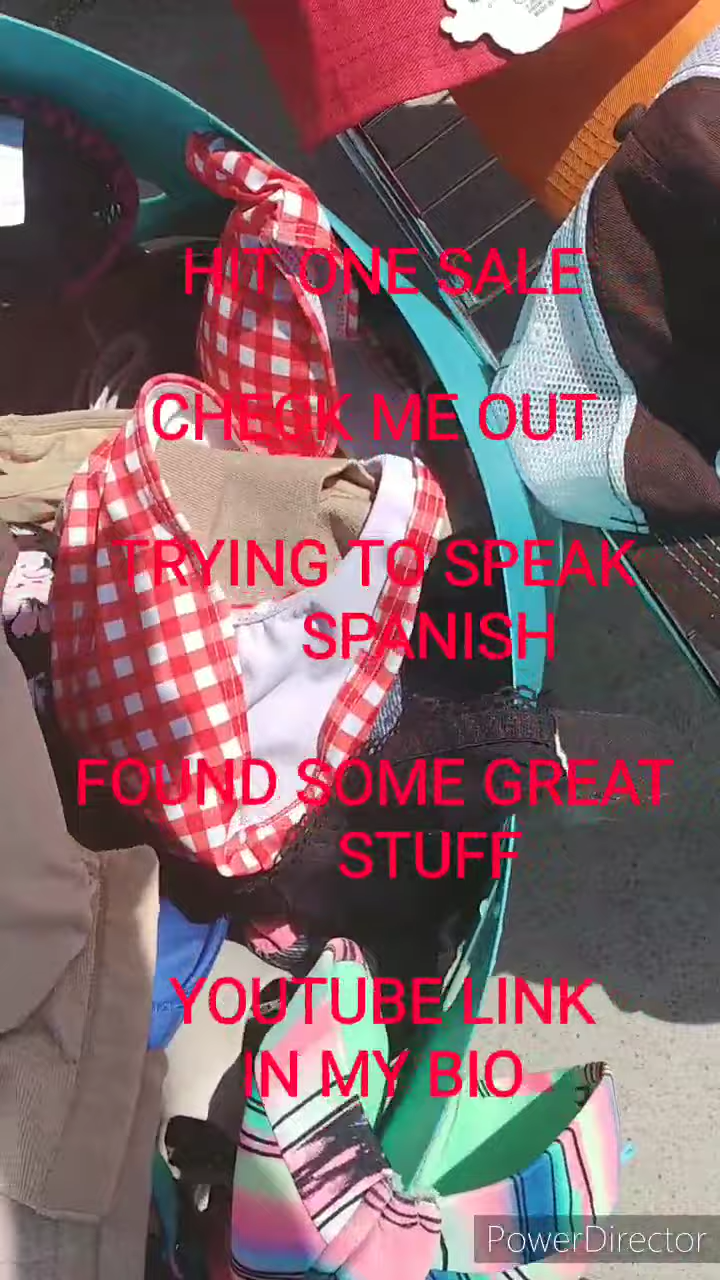 HIT ONE SALE
CHECK ME OUT
TRYING TO SPEAK
SPANISH
FOUND SOME GREAT
STUFF
YOUTUBE LINK
IN MY BIO
PowerDirector